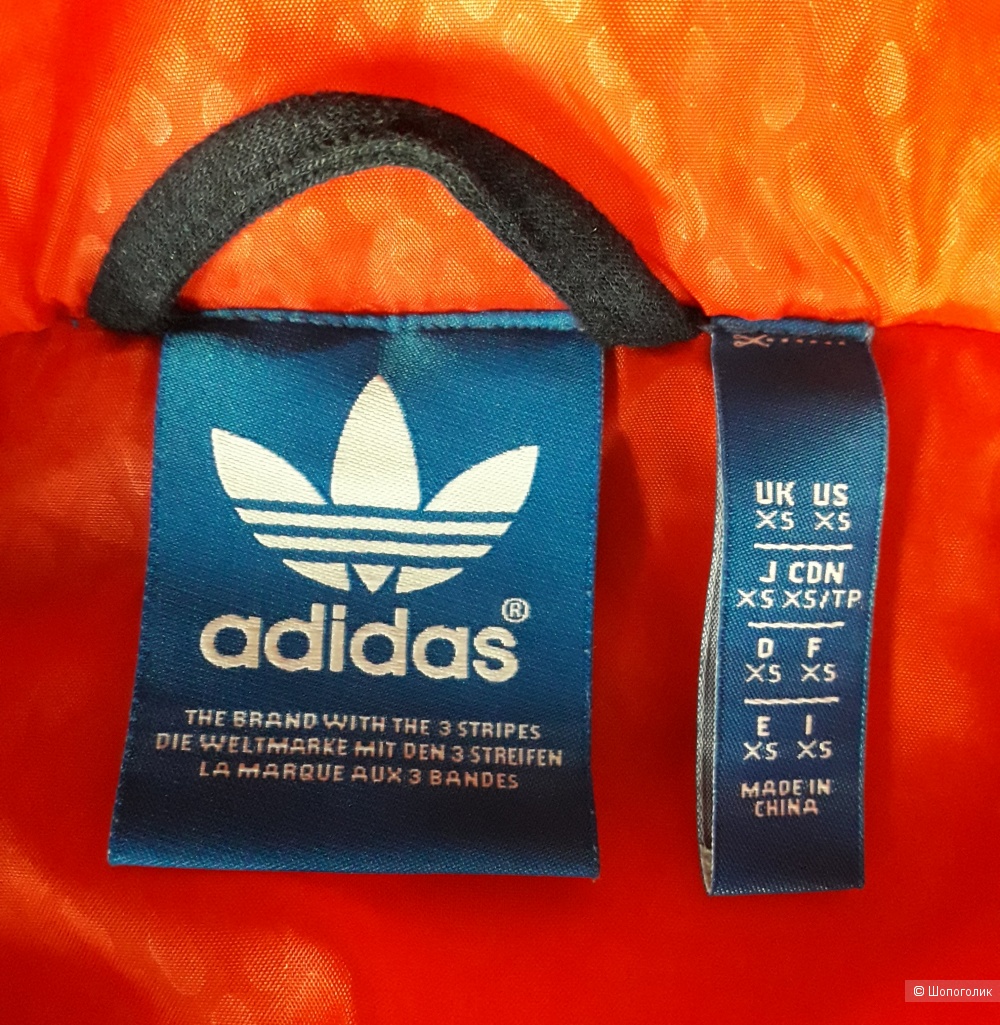 adidas®
THE BRAND WITH THE 3 STRIPES
DIE WELTMARKE MIT DEN 3 STREIFEN
LA MARQUE AUX 3 BANDES
UK US
XS XS
J CDN
XS XS/TP
D F
XS XS
E I
XS XS
MADE IN
CHINA
© Шопоголик